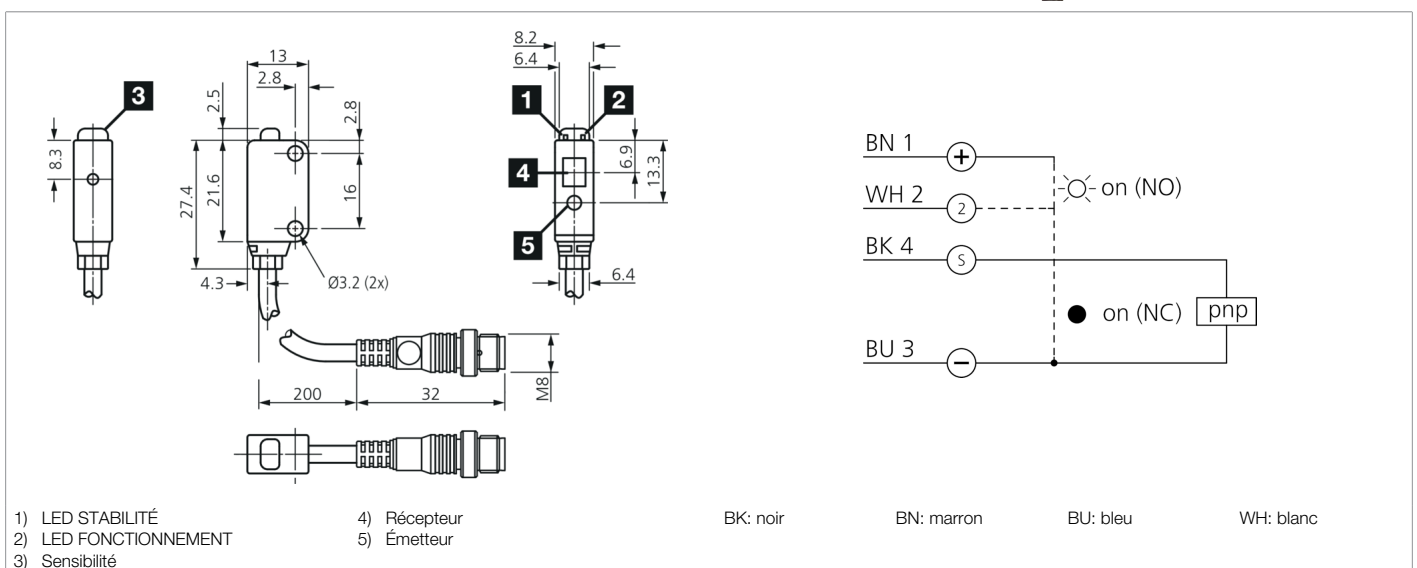 3
8.3
13
2.8
2.5
2.8
27.4
21.6
16
4.3
Ø3.2 (2x)
200
32
M8
8.2
6.4
1
2
4
5
6.9
13.3
6.4
BN 1
+
WH 2
2
on (NO)
BK 4
S
on (NC)
pnp
BU 3
−
1) LED STABILITÉ
2) LED FONCTIONNEMENT
3) Sensibilité
4) Récepteur
5) Émetteur
BK: noir
BN: marron
BU: bleu
WH: blanc